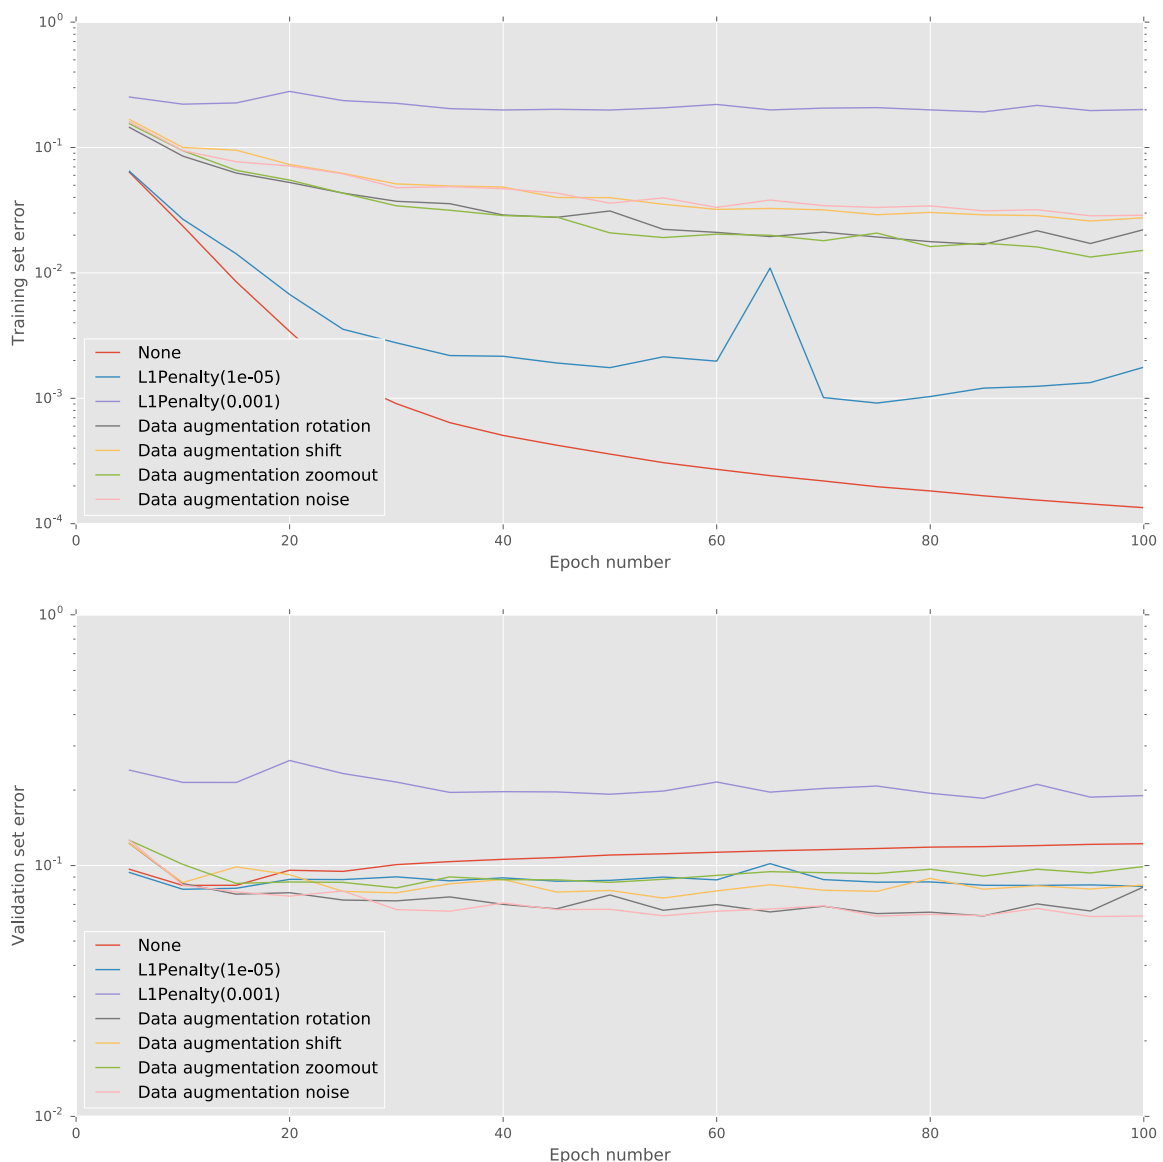 10^0
10^-1
10^-2
10^-3
10^-4
Training set error
None
L1Penalty(1e-05)
L1Penalty(0.001)
Data augmentation rotation
Data augmentation shift
Data augmentation zoomout
Data augmentation noise
0 20 40 60 80 100
Epoch number
10^0
10^-1
10^-2
Validation set error
None
L1Penalty(1e-05)
L1Penalty(0.001)
Data augmentation rotation
Data augmentation shift
Data augmentation zoomout
Data augmentation noise
0 20 40 60 80 100
Epoch number